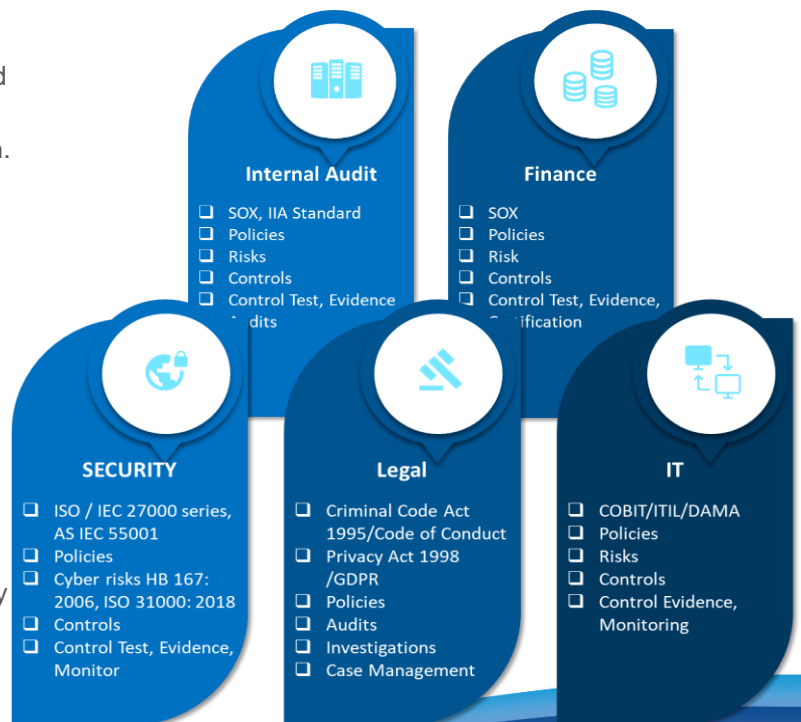 d
n.
y
Internal Audit
SOX, IIA Standard
Policies
Risks
Controls
Control Test, Evidence
Finance
SOX
Policies
Risk
Controls
Control Test, Evidence,
SECURITY
ISO / IEC 27000 series,
AS IEC 55001
Policies
Cyber risks HB 167:
2006, ISO 31000: 2018
Controls
Control Test, Evidence,
Monitor
Legal
Criminal Code Act
1995/Code of Conduct
Privacy Act 1998
/GDPR
Policies
Audits
Investigations
Case Management
IT
COBIT/ITIL/DAMA
Policies
Risks
Controls
Control Evidence,
Monitoring